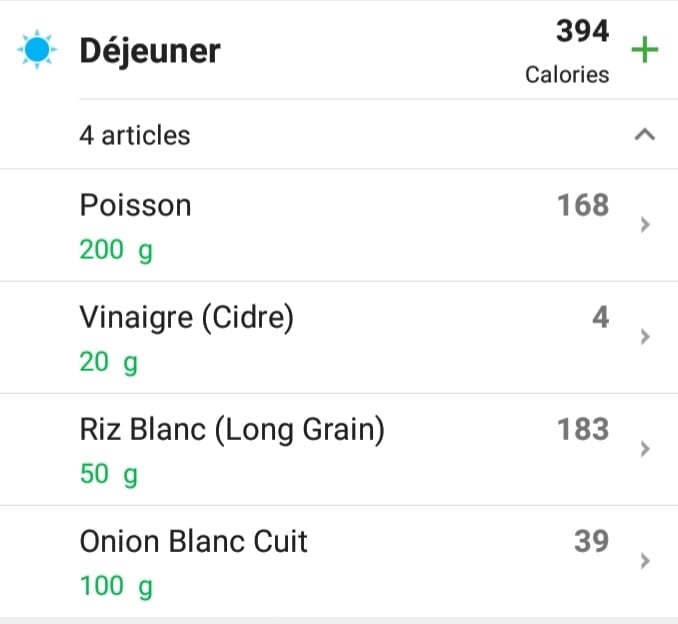 Déjeuner
394
Calories
4 articles
Poisson
168
200 g
Vinaigre (Cidre)
4
20 g
Riz Blanc (Long Grain)
183
50 g
Onion Blanc Cuit
39
100 g